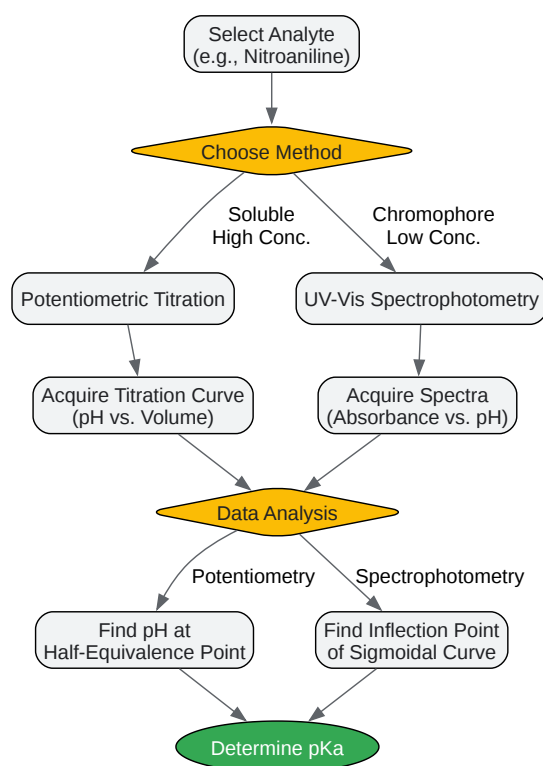 Select Analyte
(e.g., Nitroaniline)
Choose Method
Soluble
High Conc.
Chromophore
Low Conc.
Potentiometric Titration
UV-Vis Spectrophotometry
Acquire Titration Curve
(pH vs. Volume)
Acquire Spectra
(Absorbance vs. pH)
Data Analysis
Potentiometry
Spectrophotometry
Find pH at
Half-Equivalence Point
Find Inflection Point
of Sigmoidal Curve
Determine pKa